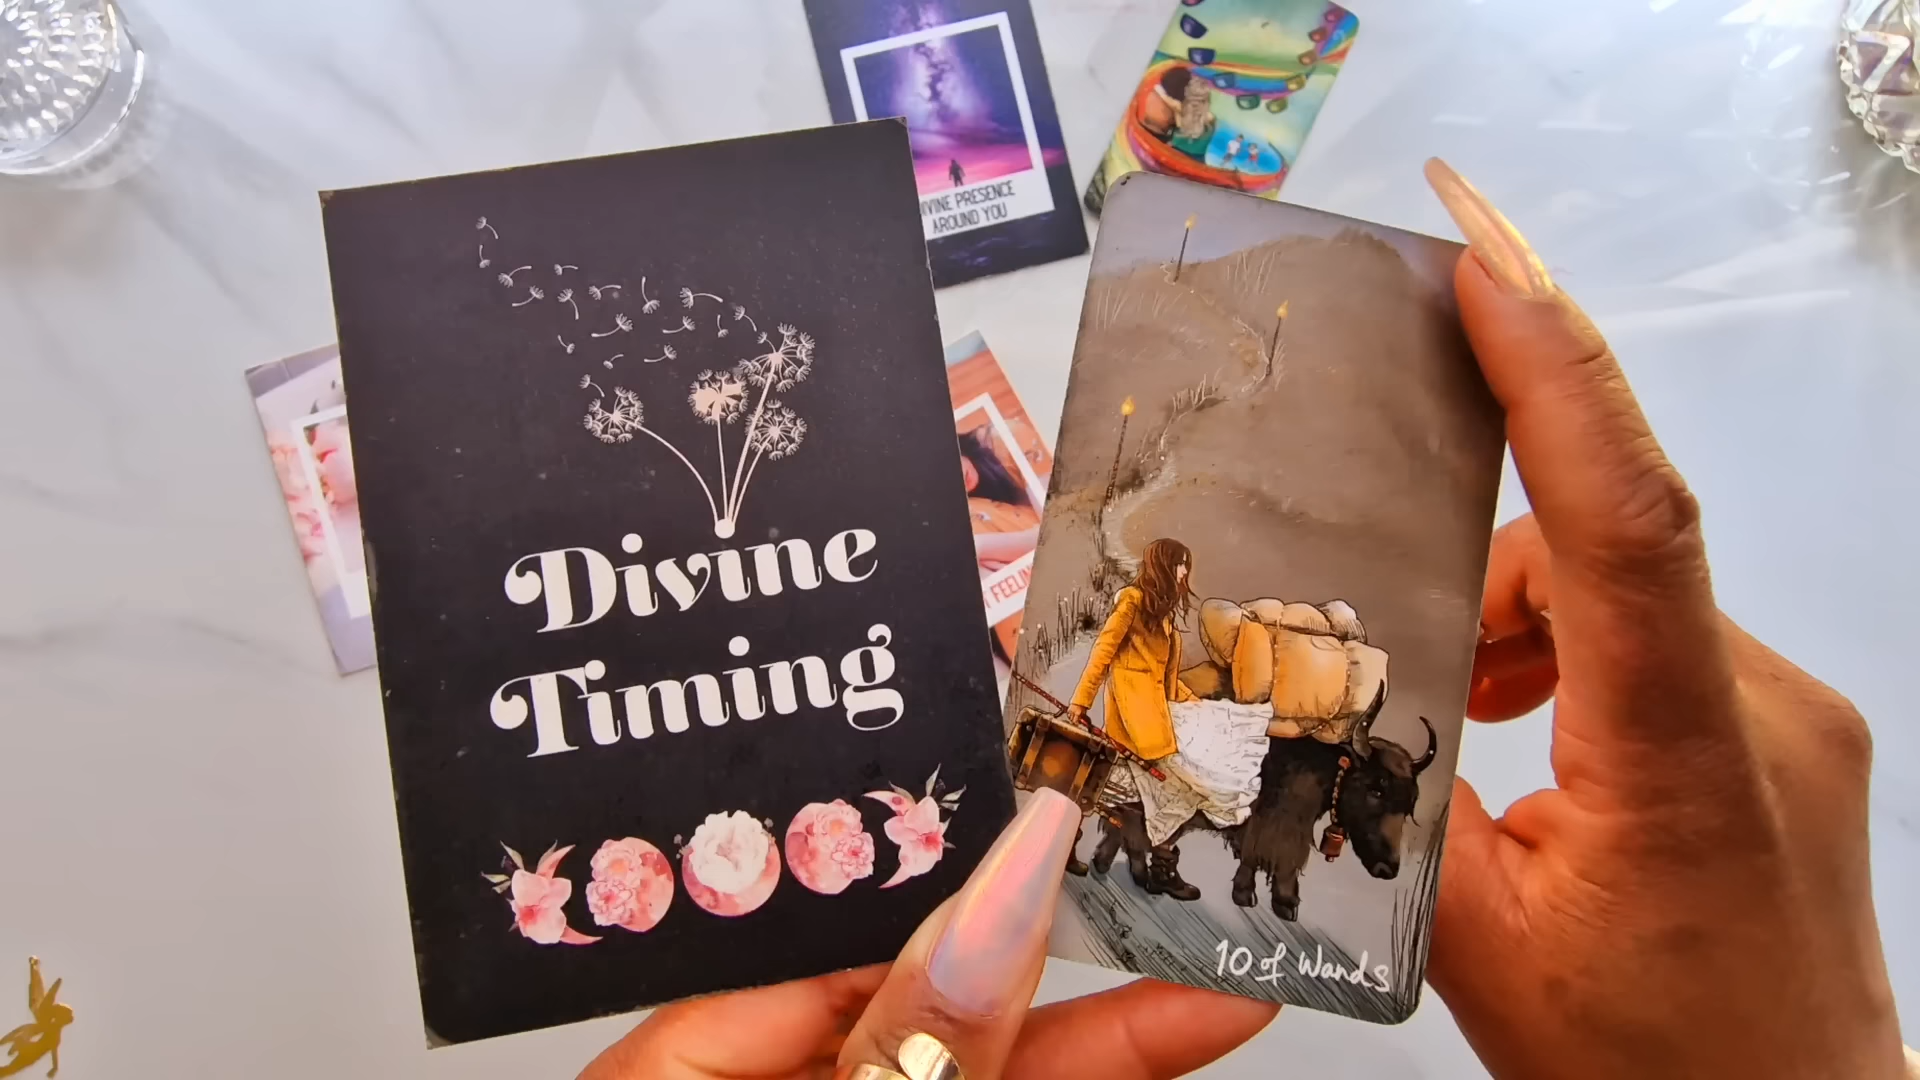 DIVINE PRESENCE
AROUND YOU
Divine
Timing
10 of Wands